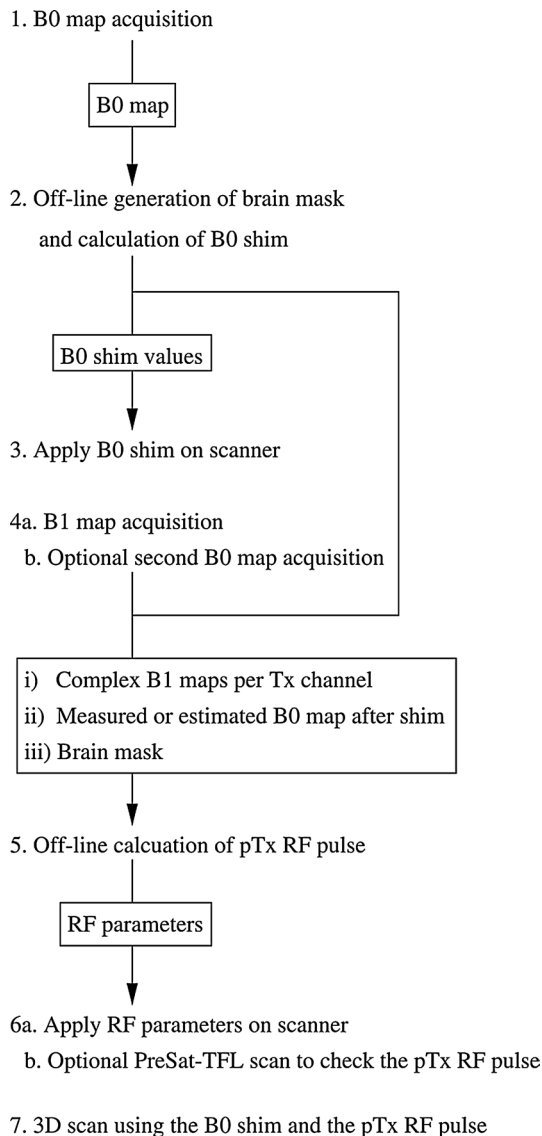 1. B0 map acquisition
B0 map
2. Off-line generation of brain mask
and calculation of B0 shim
B0 shim values
3. Apply B0 shim on scanner
4a. B1 map acquisition
b. Optional second B0 map acquisition
i) Complex B1 maps per Tx channel
ii) Measured or estimated B0 map after shim
iii) Brain mask
5. Off-line calcuation of pTx RF pulse
RF parameters
6a. Apply RF parameters on scanner
b. Optional PreSat-TFL scan to check the pTx RF pulse
7. 3D scan using the B0 shim and the pTx RF pulse